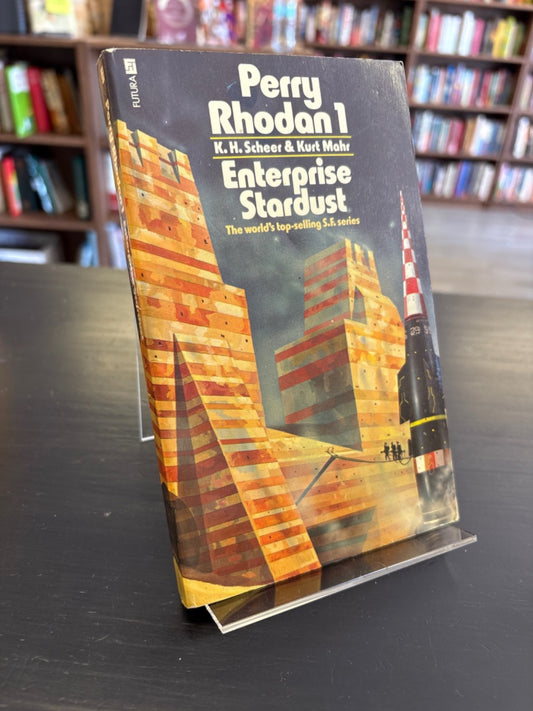 FUTURA
Perry
Rhodan 1
K. H. Scheer & Kurt Mahr
Enterprise
Stardust
The world's top-selling S.F. series